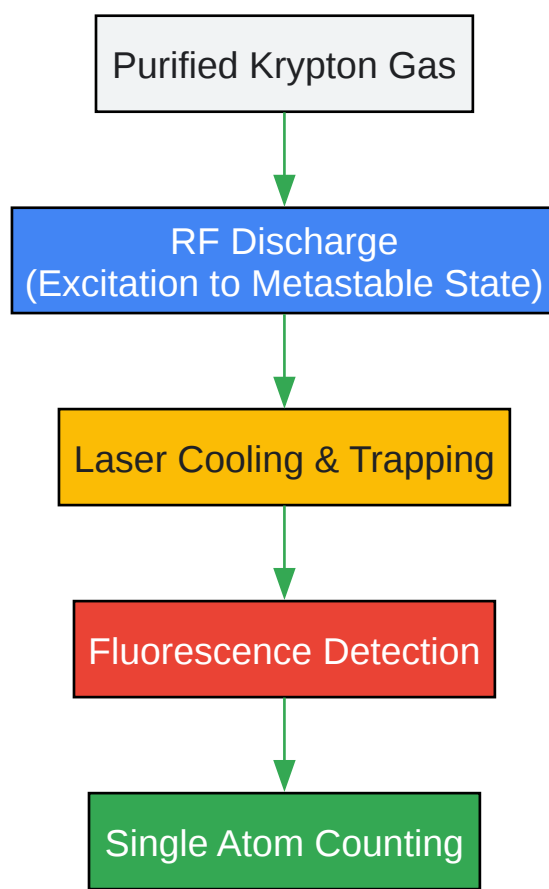 Purified Krypton Gas
RF Discharge
(Excitation to Metastable State)
Laser Cooling & Trapping
Fluorescence Detection
Single Atom Counting